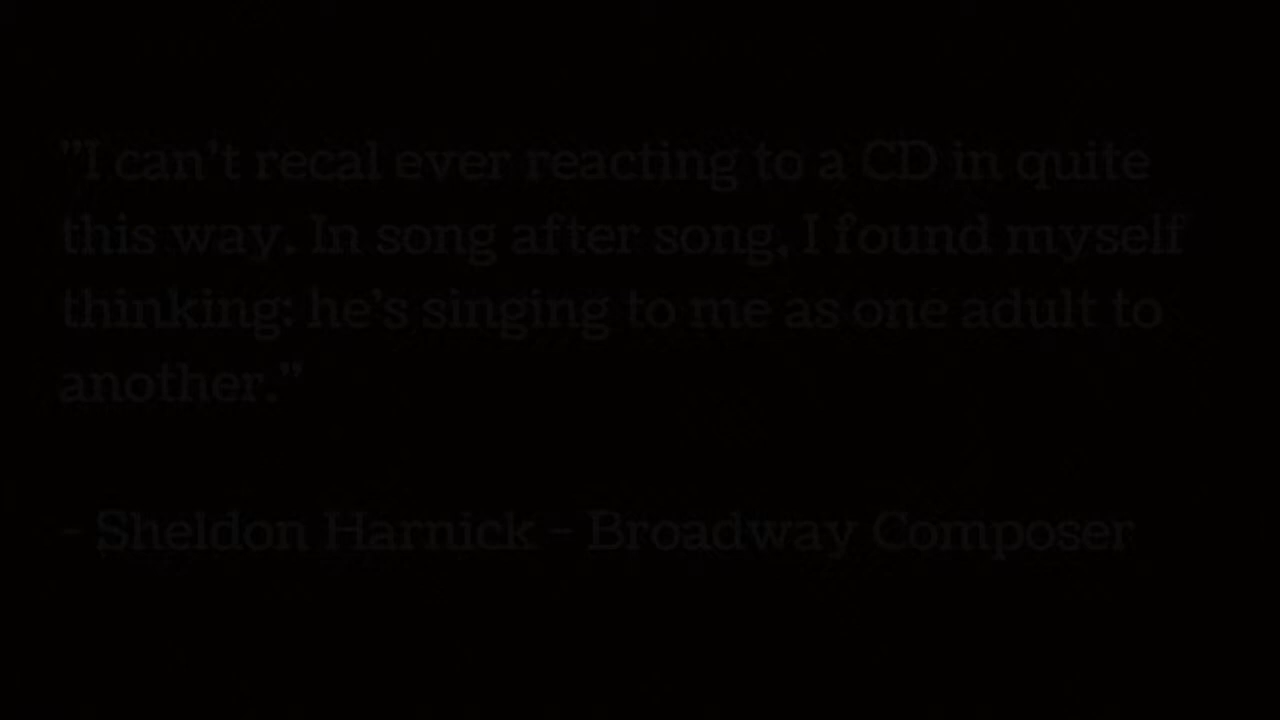 "I can't recal ever reacting to a CD in quite
this way. In song after song, I found myself
thinking: he's singing to me as one adult to
another."
- Sheldon Harnick - Broadway Composer